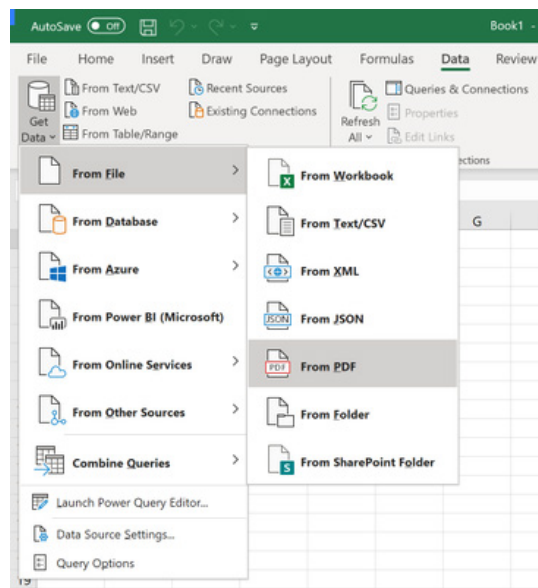 AutoSave Off Book1 -
File Home Insert Draw Page Layout Formulas Data Review
From Text/CSV Recent Sources Queries & Connections
From Web Existing Connections Properties
Get Data From Table/Range Refresh All Edit Links
ections
From File
From Database
From Azure
From Power BI (Microsoft)
From Online Services
From Other Sources
Combine Queries
Launch Power Query Editor...
Data Source Settings...
Query Options
From Workbook
From Text/CSV
From XML
JSON From JSON
PDF From PDF
From Folder
S From SharePoint Folder
G
19